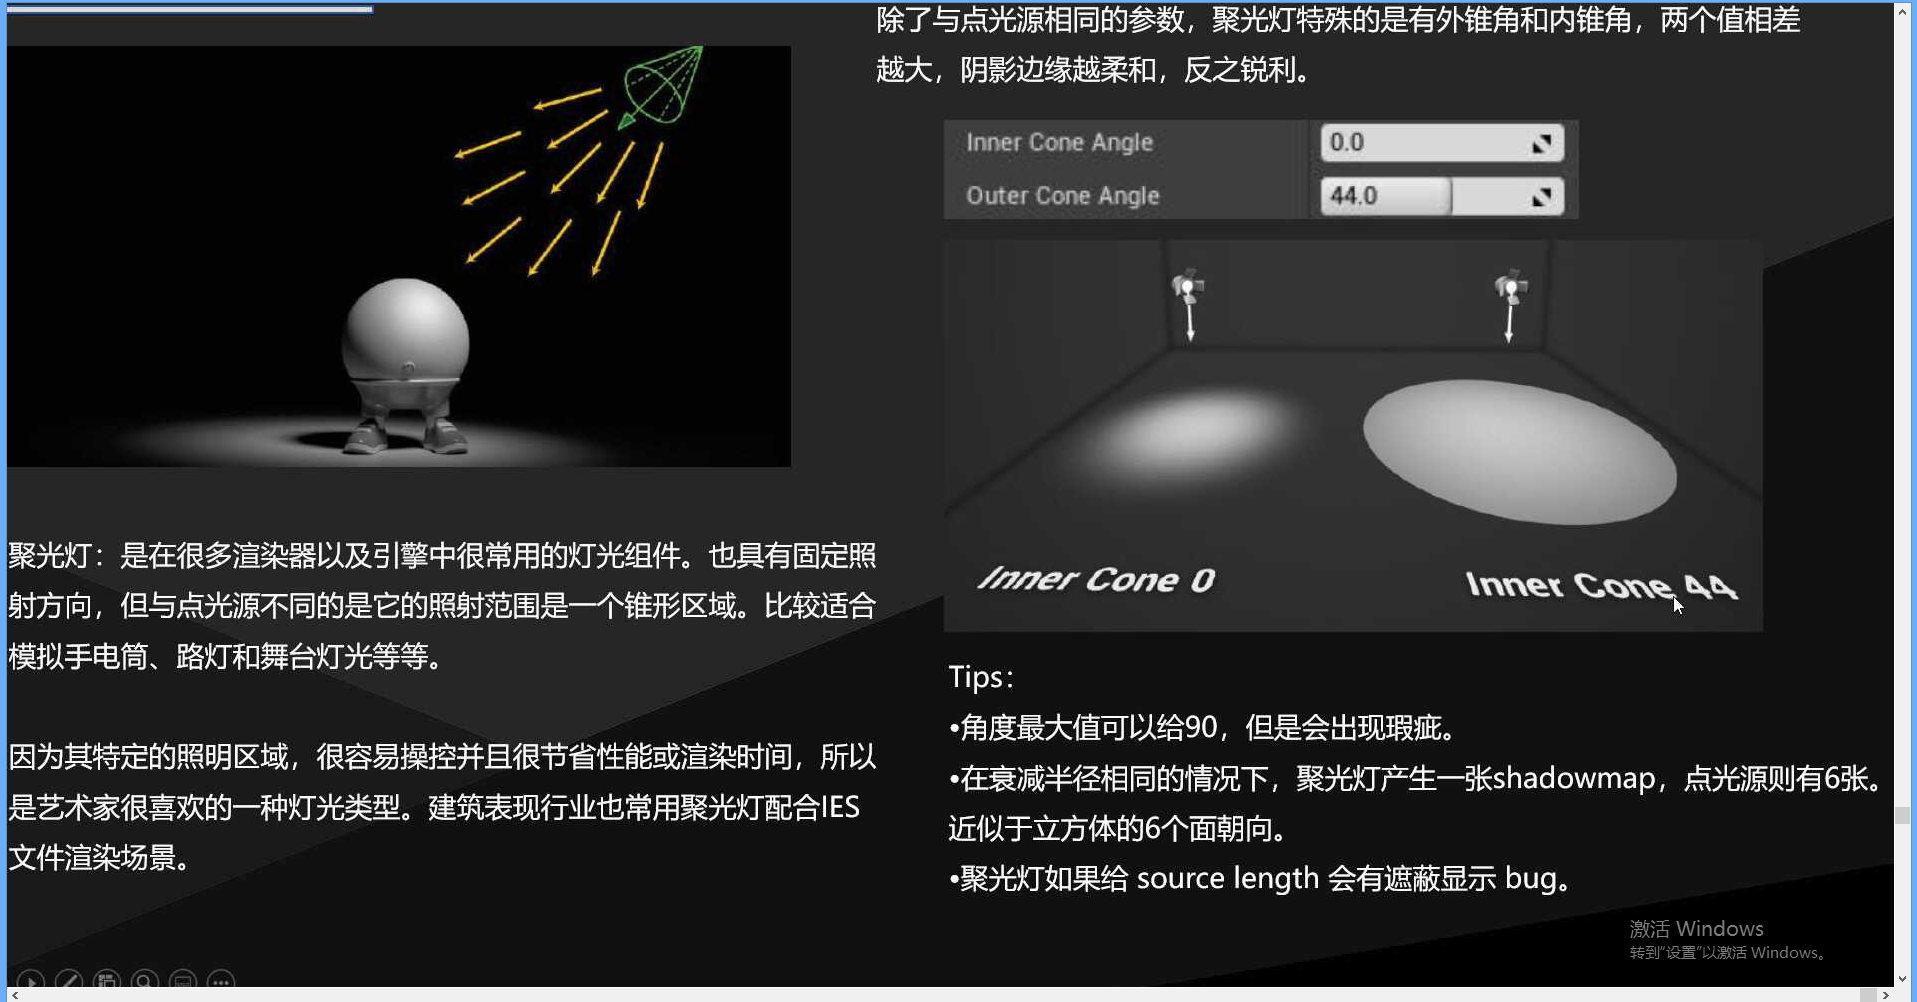 除了与点光源相同的参数，聚光灯特殊的是有外锥角和内锥角，两个值相差
越大，阴影边缘越柔和，反之锐利。
Inner Cone Angle 0.0
Outer Cone Angle 44.0
Inner Cone 0
Inner Cone 44
聚光灯：是在很多渲染器以及引擎中很常用的灯光组件。也具有固定照
射方向，但与点光源不同的是它的照射范围是一个锥形区域。比较适合
模拟手电筒、路灯和舞台灯光等等。
因为其特定的照明区域，很容易操控并且很节省性能或渲染时间，所以
是艺术家很喜欢的一种灯光类型。建筑表现行业也常用聚光灯配合IES
文件渲染场景。
Tips：
•角度最大值可以给90，但是会出现瑕疵。
•在衰减半径相同的情况下，聚光灯产生一张shadowmap，点光源则有6张。
近似于立方体的6个面朝向。
•聚光灯如果给 source length 会有遮蔽显示 bug。
激活 Windows
转到“设置”以激活 Windows。